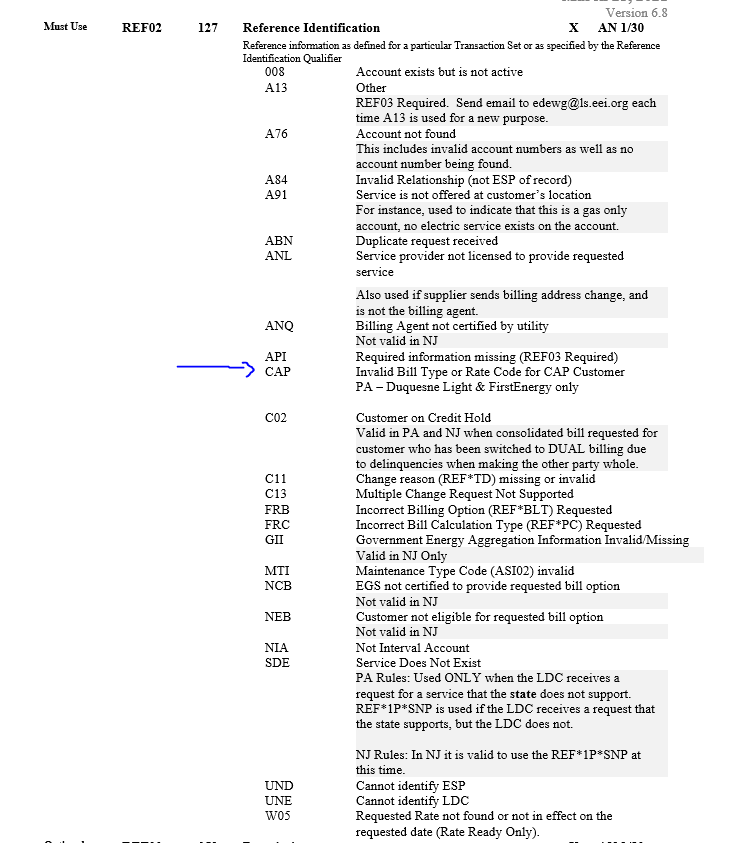 Version 6.8
Must Use REF02 127 Reference Identification X AN 1/30
Reference information as defined for a particular Transaction Set or as specified by the Reference
Identification Qualifier
008 Account exists but is not active
A13 Other
REF03 Required. Send email to edewg@ls.eei.org each
time A13 is used for a new purpose.
A76 Account not found
This includes invalid account numbers as well as no
account number being found.
A84 Invalid Relationship (not ESP of record)
A91 Service is not offered at customer's location
For instance, used to indicate that this is a gas only
account, no electric service exists on the account.
ABN Duplicate request received
ANL Service provider not licensed to provide requested
service
Also used if supplier sends billing address change, and
is not the billing agent.
ANQ Billing Agent not certified by utility
Not valid in NJ
API Required information missing (REF03 Required)
CAP Invalid Bill Type or Rate Code for CAP Customer
PA – Duquesne Light & FirstEnergy only
C02 Customer on Credit Hold
Valid in PA and NJ when consolidated bill requested for
customer who has been switched to DUAL billing due
to delinquencies when making the other party whole.
C11 Change reason (REF*TD) missing or invalid
C13 Multiple Change Request Not Supported
FRB Incorrect Billing Option (REF*BLT) Requested
FRC Incorrect Bill Calculation Type (REF*PC) Requested
GII Government Energy Aggregation Information Invalid/Missing
Valid in NJ Only
MTI Maintenance Type Code (ASI02) invalid
NCB EGS not certified to provide requested bill option
Not valid in NJ
NEB Customer not eligible for requested bill option
Not valid in NJ
NIA Not Interval Account
SDE Service Does Not Exist
PA Rules: Used ONLY when the LDC receives a
request for a service that the state does not support.
REF*1P*SNP is used if the LDC receives a request that
the state supports, but the LDC does not.
NJ Rules: In NJ it is valid to use the REF*1P*SNP at
this time.
UND Cannot identify ESP
UNE Cannot identify LDC
W05 Requested Rate not found or not in effect on the
requested date (Rate Ready Only).